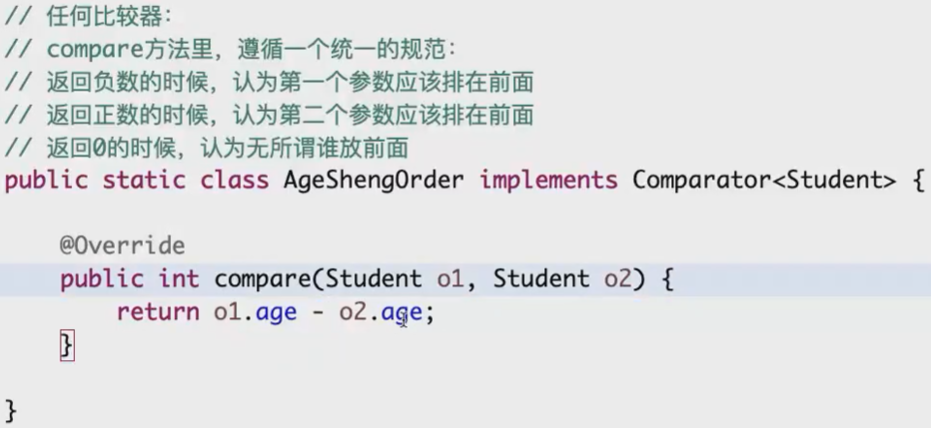 // 任何比较器：
// compare方法里，遵循一个统一的规范：
// 返回负数的时候，认为第一个参数应该排在前面
// 返回正数的时候，认为第二个参数应该排在前面
// 返回0的时候，认为无所谓谁放前面
public static class AgeShengOrder implements Comparator<Student> {
@Override
public int compare(Student o1, Student o2) {
return o1.age - o2.age;
}
}